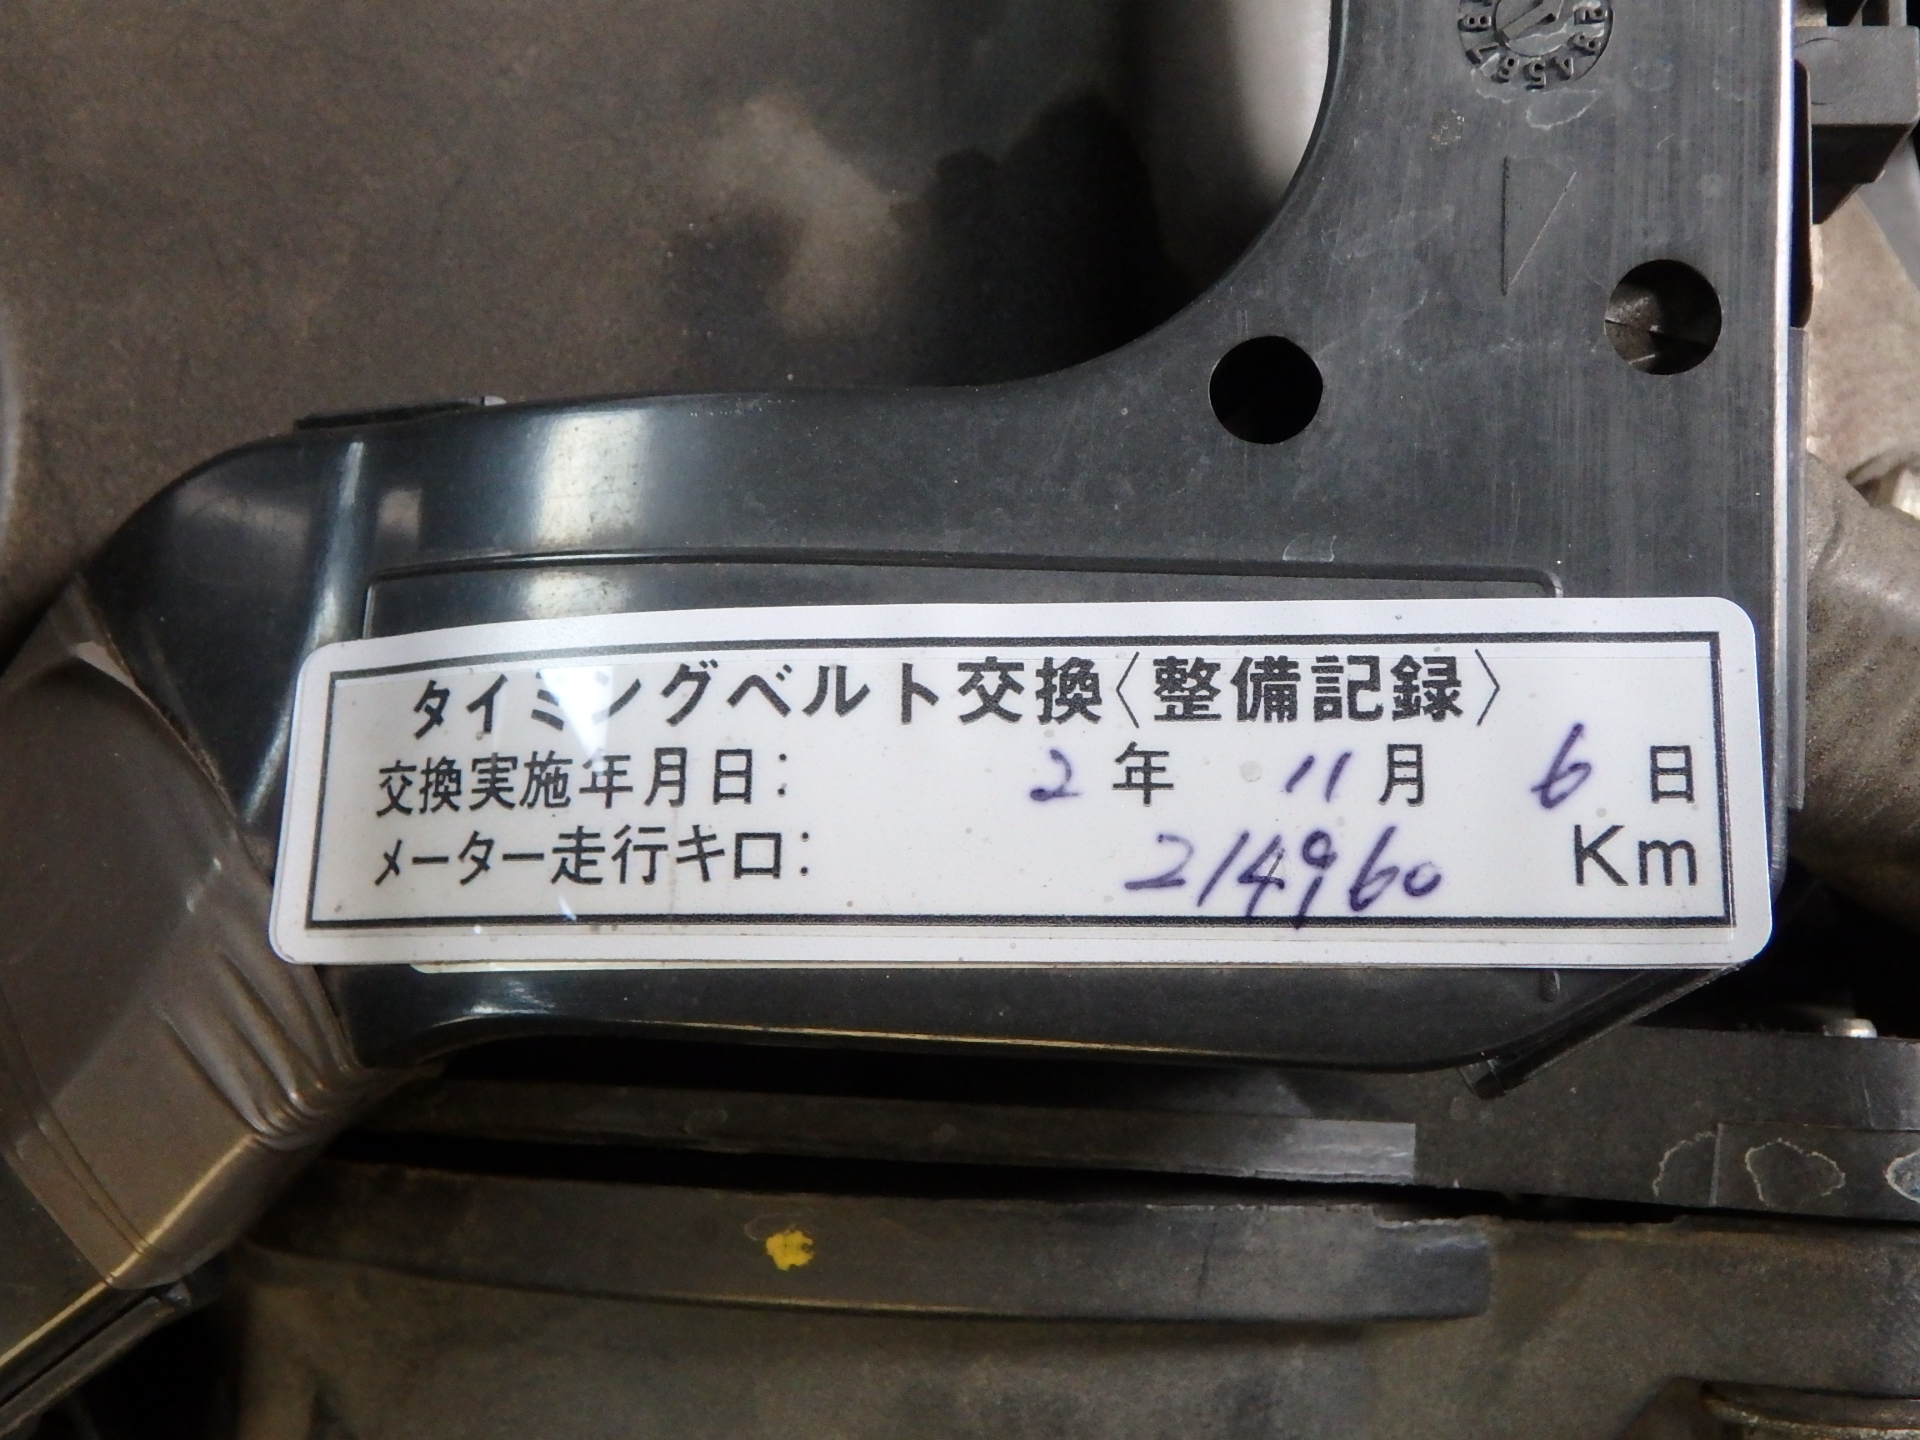 タイミングベルト交換〈整備記録〉
交換実施年月日: 2 年 11 月 6 日
メーター走行キロ: 214960 Km